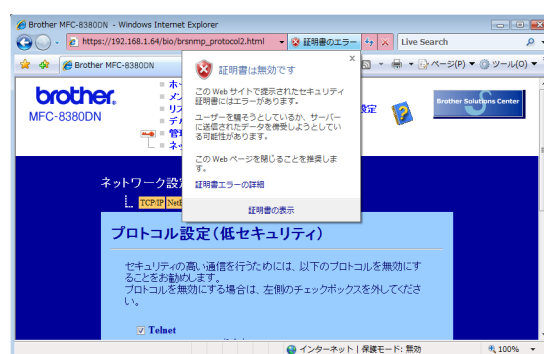 Brother MFC-8380DN - Windows Internet Explorer
https://192.168.1.64/bio/brsnmp_protocol2.html
証明書のエラー
Live Search
Brother MFC-8380DN
ページ(P)
ツール(O)
証明書は無効です
この Web サイトで提示されたセキュリティ
証明書にはエラーがあります。
ユーザーを騙そうとしているか、サーバー
に送信されたデータを傍受しようとしてい
る可能性があります。
この Web ページを閉じることを推奨しま
す。
証明書エラーの詳細
証明書の表示
brother
MFC-8380DN
設定
Brother Solutions Center
ネットワーク設
TCP/IP
プロトコル設定(低セキュリティ)
セキュリティの高い通信を行うためには、以下のプロトコルを無効にす
ることをお勧めします。
プロトコルを無効にする場合は、左側のチェックボックスを外してくださ
い。
Telnet
インターネット | 保護モード: 無効
100%